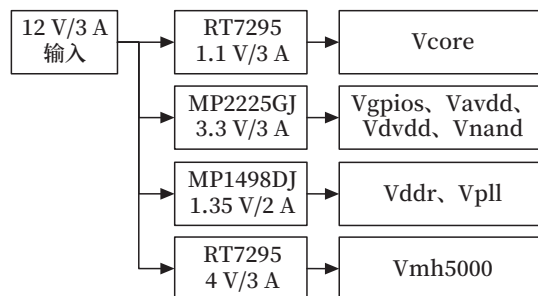 12 V/3 A
输入
RT7295
1.1 V/3 A
Vcore
MP2225GJ
3.3 V/3 A
Vgpios、Vavdd、
Vdvdd、Vnand
MP1498DJ
1.35 V/2 A
Vddr、Vpll
RT7295
4 V/3 A
Vmh5000